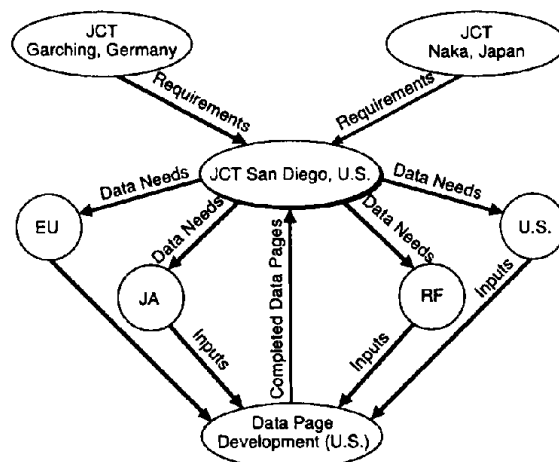 JCT
Garching, Germany
JCT
Naka, Japan
Requirements
Requirements
JCT San Diego, U.S.
Data Needs
Data Needs
EU
Data Needs
Data Needs
U.S.
JA
Completed Data Pages
RF
Inputs
Inputs
Inputs
Data Page
Development (U.S.)